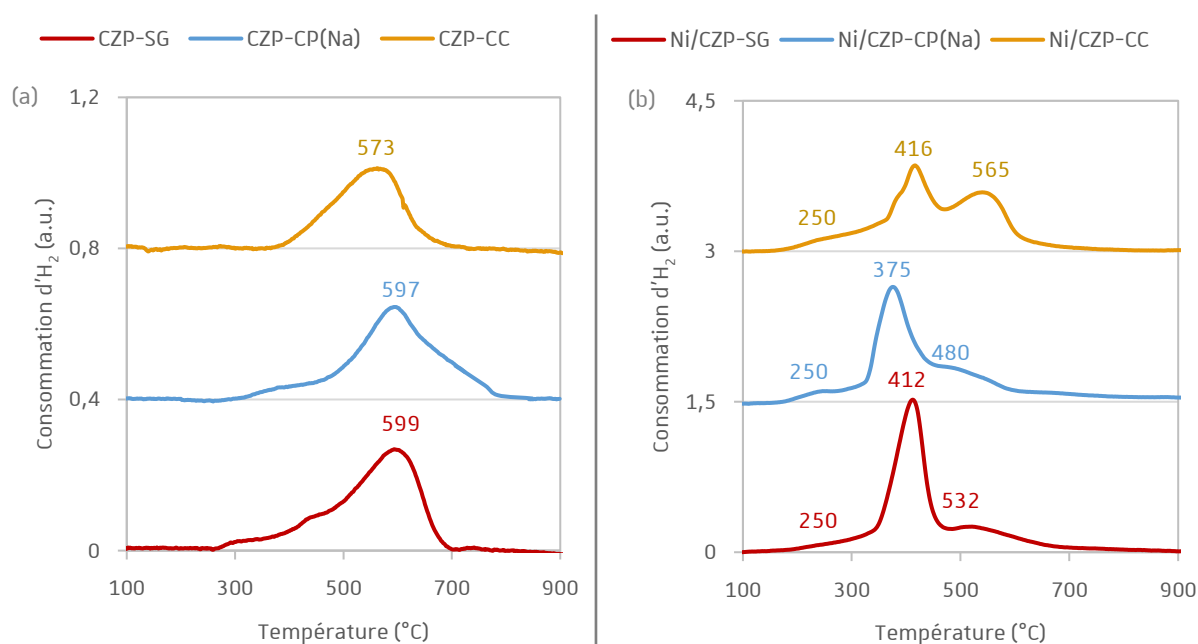 CZP-SG CZP-CP(Na) CZP-CC
(a)
Consommation d'H₂ (a.u.)
1,2
0,8
0,4
0
573
597
599
100 300 500 700 900
Température (°C)
Ni/CZP-SG Ni/CZP-CP(Na) Ni/CZP-CC
(b)
Consommation d'H₂ (a.u.)
4,5
3
1,5
0
416
565
250
375
480
250
412
532
250
100 300 500 700 900
Température (°C)